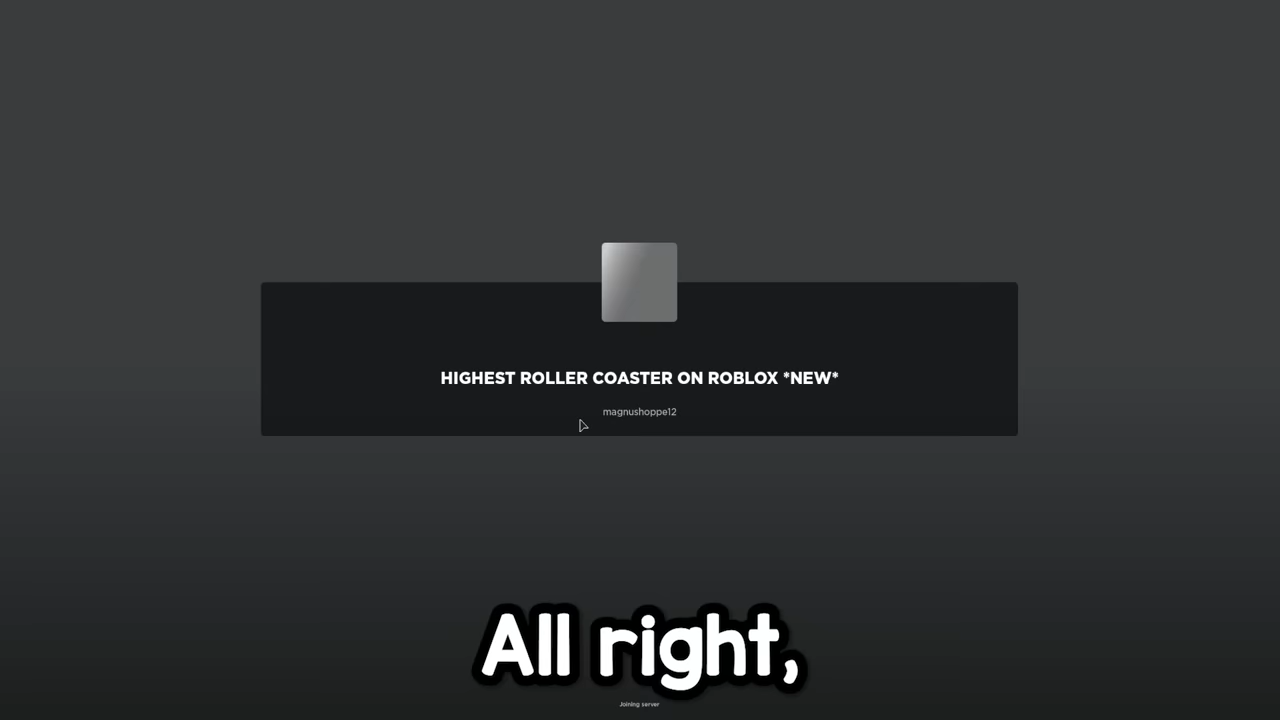 HIGHEST ROLLER COASTER ON ROBLOX *NEW*
magnushoppe12
All right,
Joining server